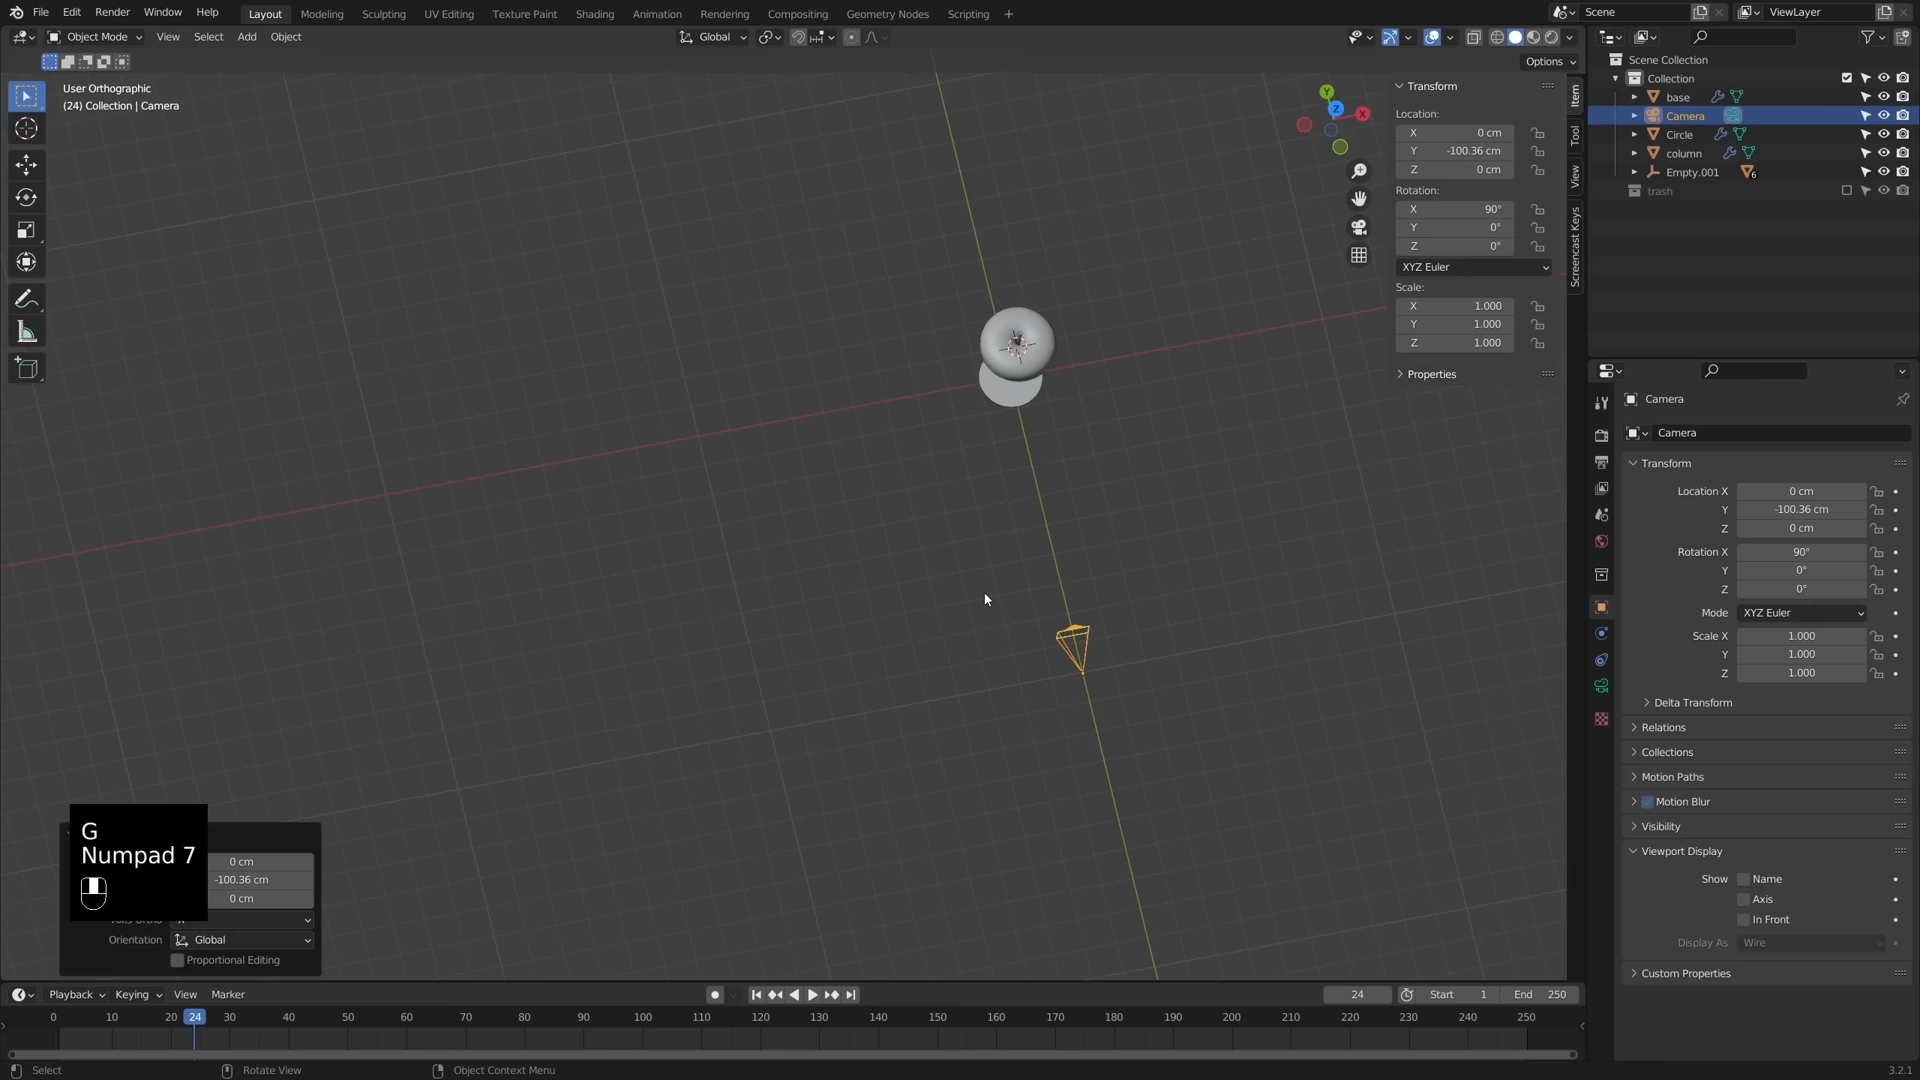 File Edit Render Window Help Layout Modeling Sculpting UV Editing Texture Paint Shading Animation Rendering Compositing Geometry Nodes Scripting + Scene ViewLayer
Object Mode View Select Add Object Global
Options
User Orthographic
(24) Collection | Camera
Y
Z
X
Transform
Location:
X 0 cm
Y -100.36 cm
Z 0 cm
Rotation:
X 90°
Y 0°
Z 0°
XYZ Euler
Scale:
X 1.000
Y 1.000
Z 1.000
Properties
Item
Tool
View
Screencast Keys
Scene Collection
Collection
base
Camera
Circle
column
Empty.001 6
trash
Camera
Camera
Transform
Location X 0 cm
Y -100.36 cm
Z 0 cm
Rotation X 90°
Y 0°
Z 0°
Mode XYZ Euler
Scale X 1.000
Y 1.000
Z 1.000
Delta Transform
Relations
Collections
Motion Paths
Motion Blur
Visibility
Viewport Display
Show Name
Axis
In Front
Display As Wire
Custom Properties
G
Numpad 7
0 cm
-100.36 cm
0 cm
Orientation Global
Proportional Editing
Playback Keying View Marker 24 Start 1 End 250
0 10 20 24 30 40 50 60 70 80 90 100 110 120 130 140 150 160 170 180 190 200 210 220 230 240 250
Select Rotate View Object Context Menu 3.2.1